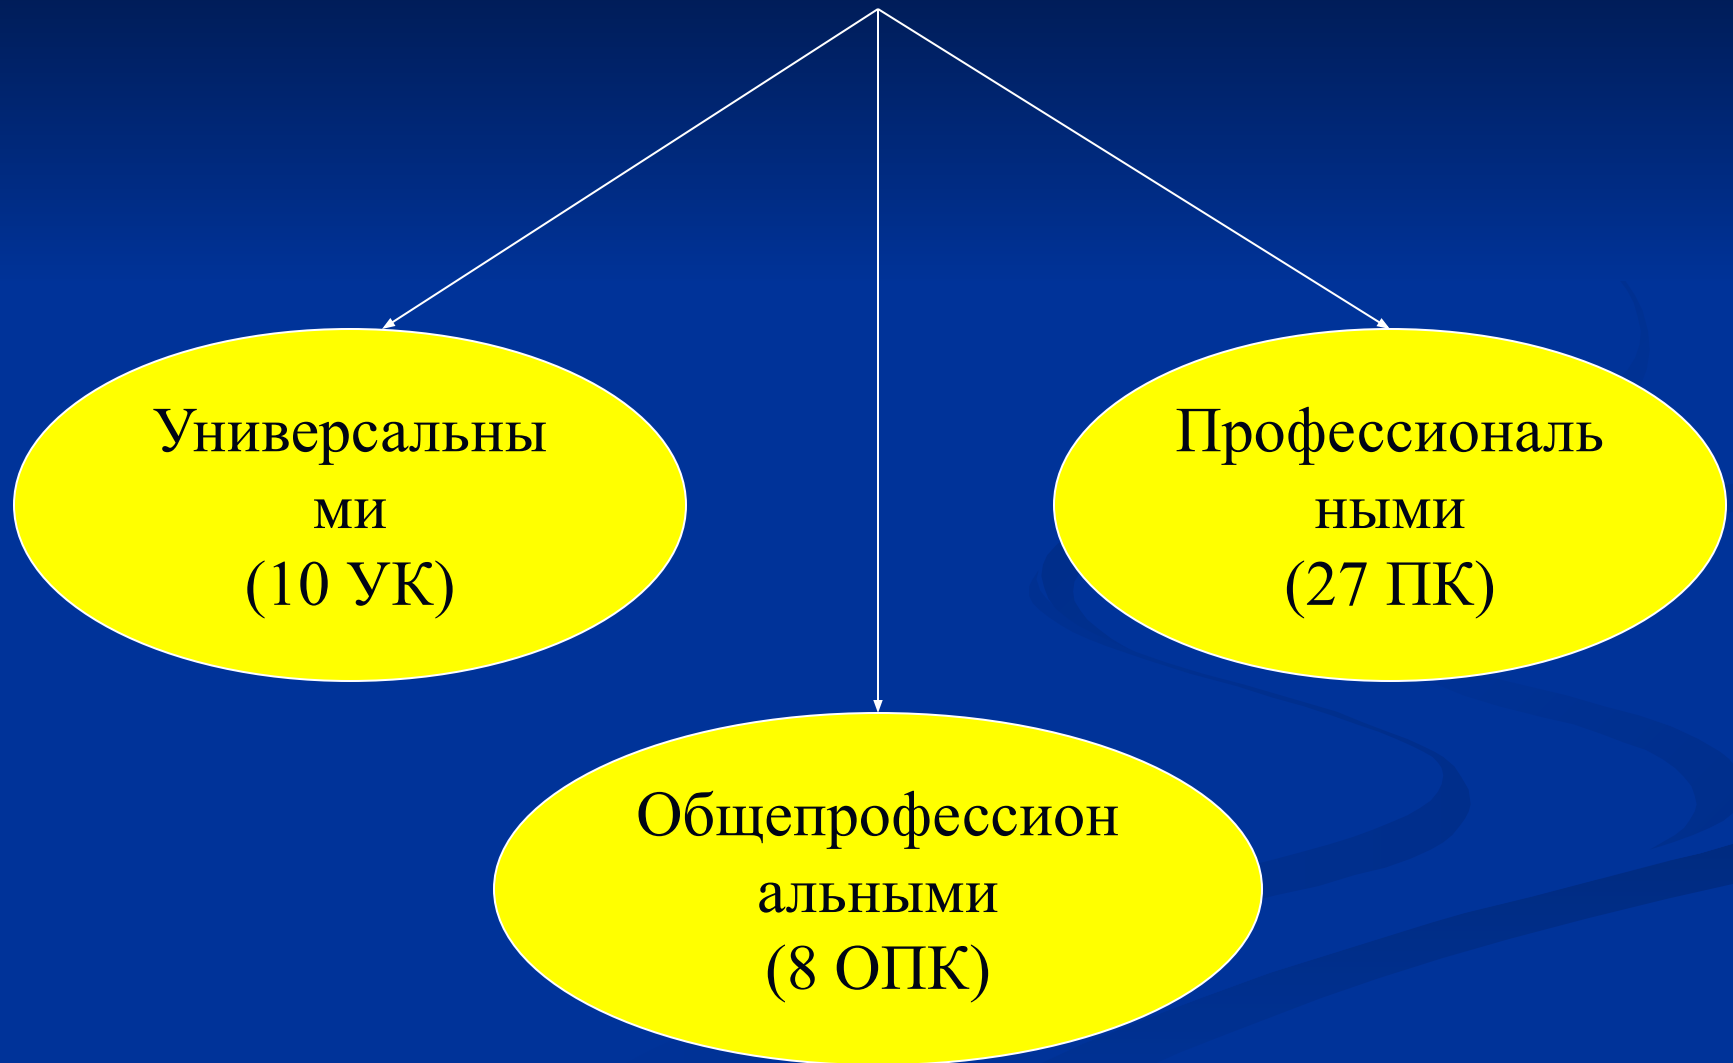 Универсальны
ми
(10 УК)
Профессиональ
ными
(27 ПК)
Общепрофессион
альными
(8 ОПК)